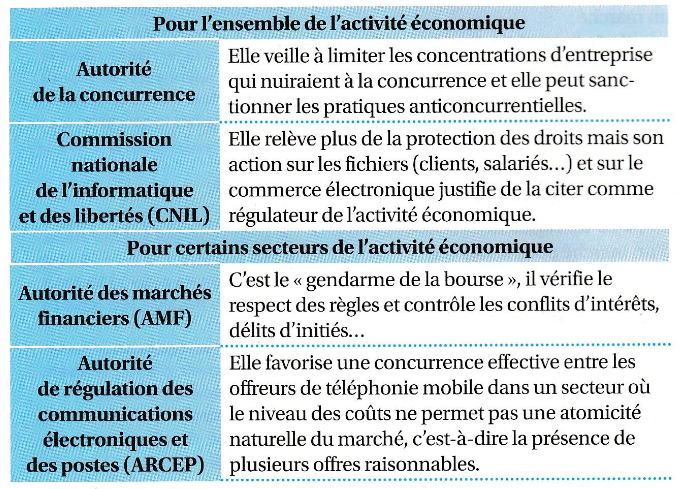 Pour l'ensemble de l'activité économique
Autorité
de la concurrence
Elle veille à limiter les concentrations d'entreprise
qui nuiraient à la concurrence et elle peut sanc-
tionner les pratiques anticoncurrentielles.
Commission
nationale
de l'informatique
et des libertés (CNIL)
Elle relève plus de la protection des droits mais son
action sur les fichiers (clients, salariés…) et sur le
commerce électronique justifie de la citer comme
régulateur de l'activité économique.
Pour certains secteurs de l'activité économique
Autorité des marchés
financiers (AMF)
C'est le « gendarme de la bourse », il vérifie le
respect des règles et contrôle les conflits d'intérêts,
délits d'initiés…
Autorité
de régulation des
communications
électroniques et
des postes (ARCEP)
Elle favorise une concurrence effective entre les
offreurs de téléphonie mobile dans un secteur où
le niveau des coûts ne permet pas une atomicité
naturelle du marché, c'est-à-dire la présence de
plusieurs offres raisonnables.